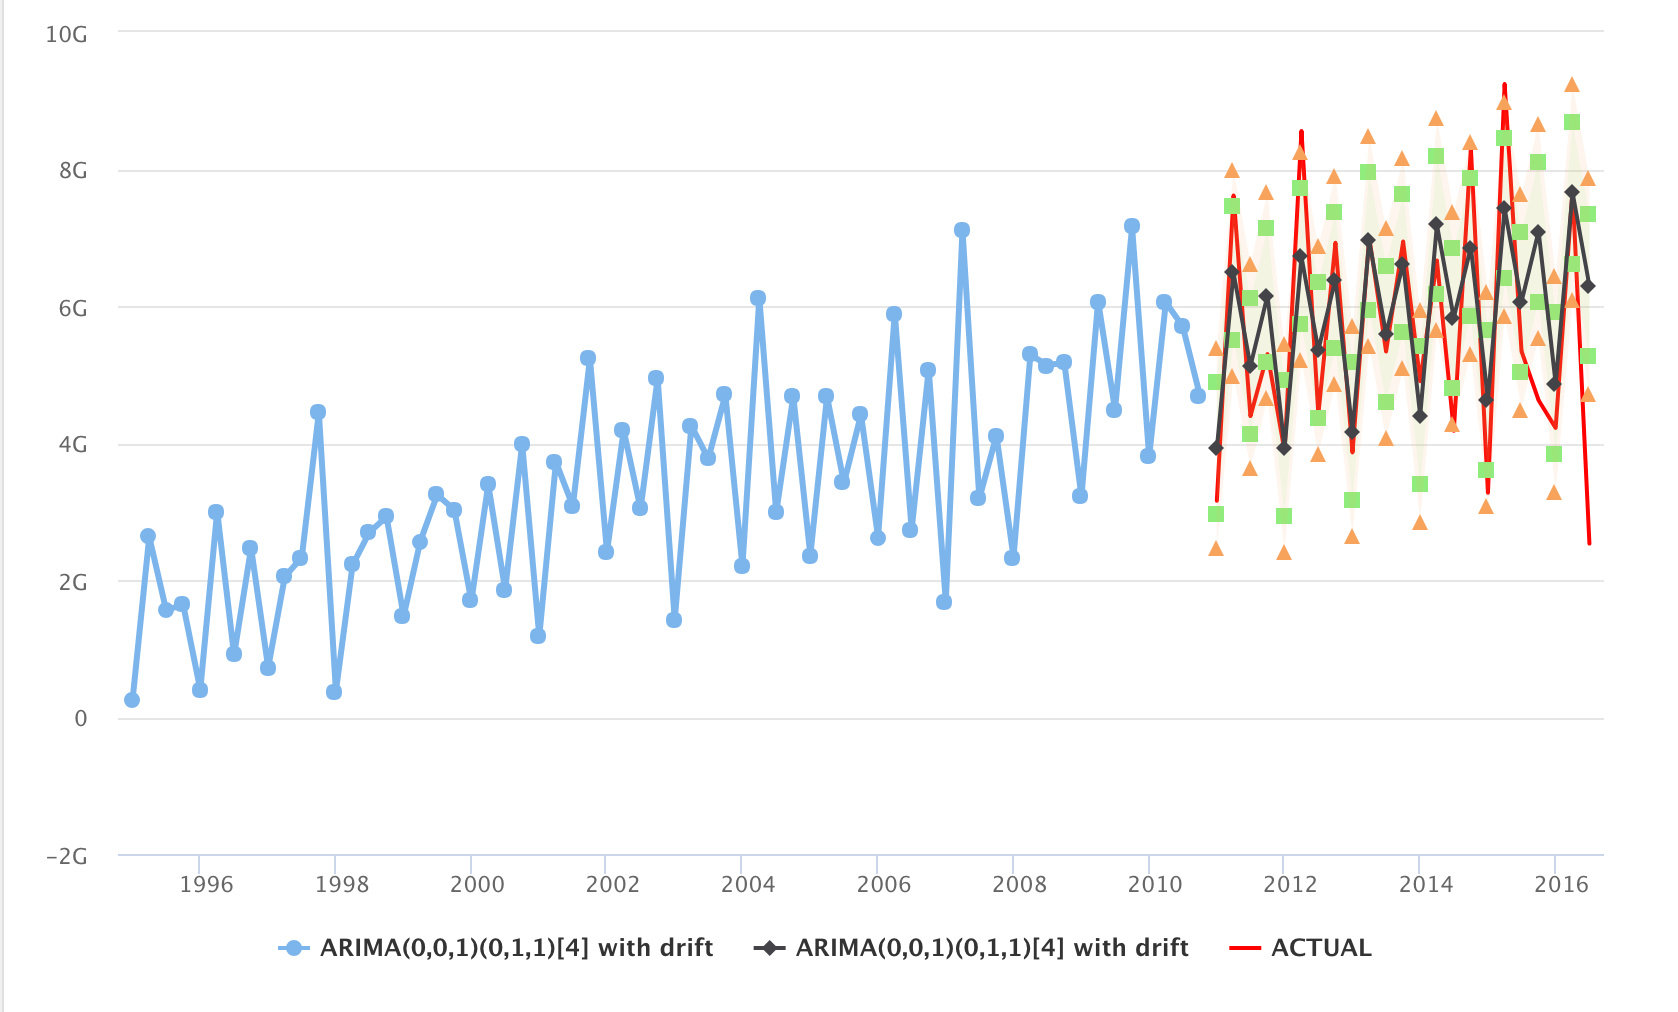 10G
8G
6G
4G
2G
0
−2G
1996 1998 2000 2002 2004 2006 2008 2010 2012 2014 2016
ARIMA(0,0,1)(0,1,1)[4] with drift ARIMA(0,0,1)(0,1,1)[4] with drift ACTUAL